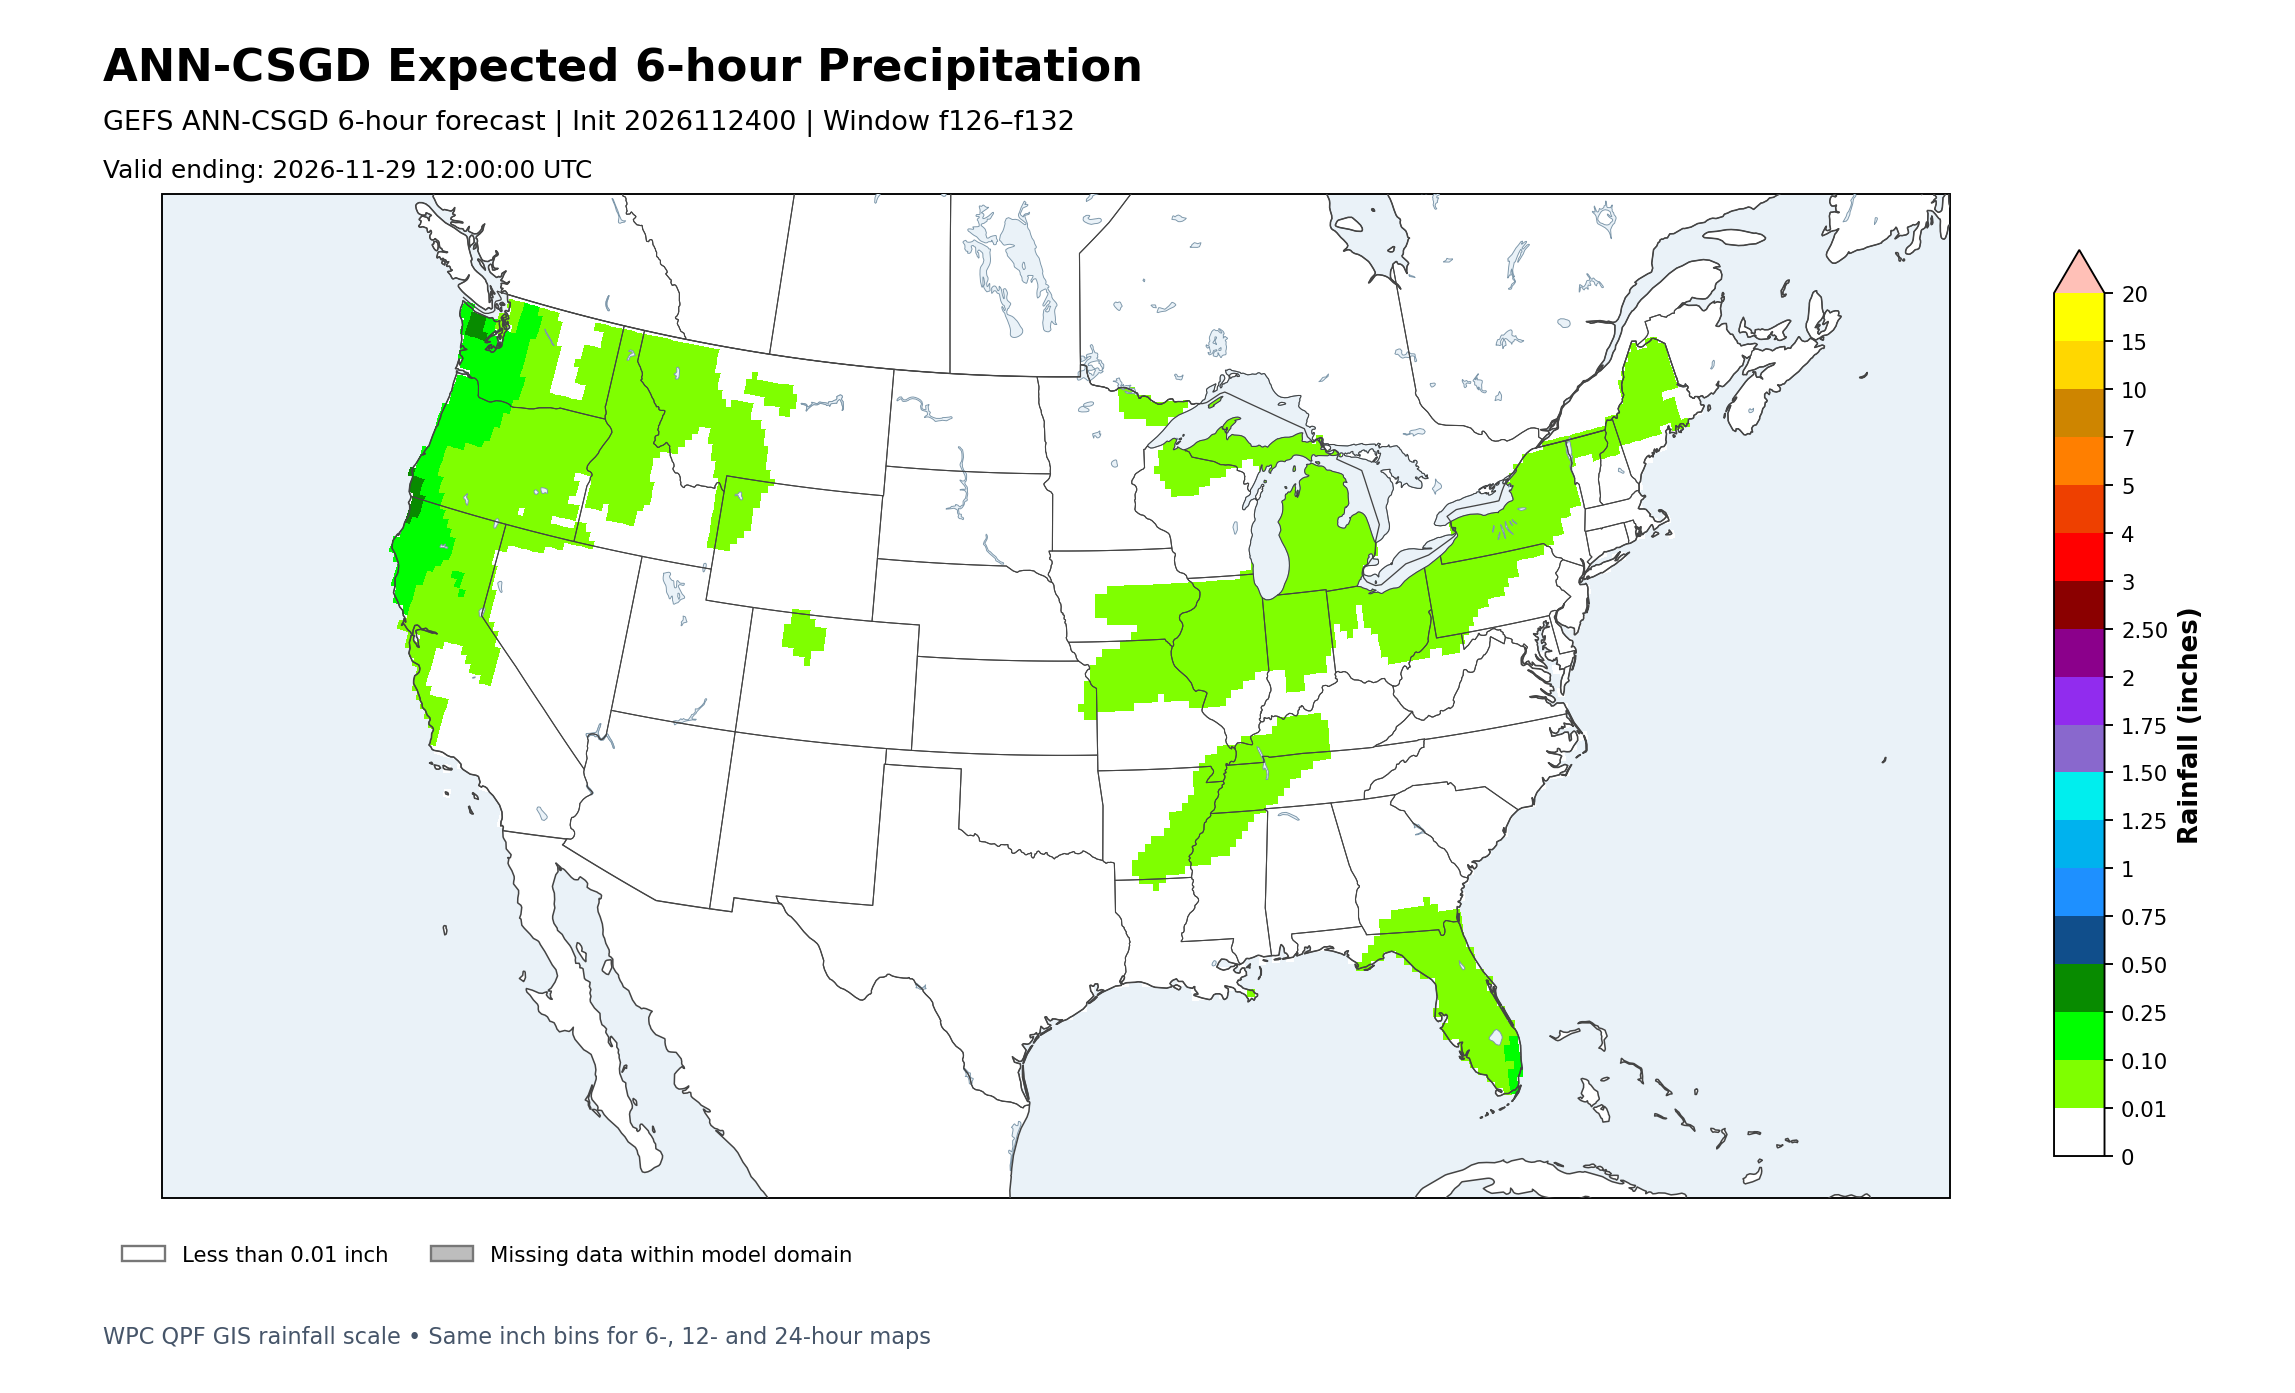 ANN-CSGD Expected 6-hour Precipitation
GEFS ANN-CSGD 6-hour forecast | Init 2026112400 | Window f126–f132
Valid ending: 2026-11-29 12:00:00 UTC
20
15
10
7
5
4
3
2.50
2
1.75
1.50
1.25
1
0.75
0.50
0.25
0.10
0.01
0
Rainfall (inches)
Less than 0.01 inch
Missing data within model domain
WPC QPF GIS rainfall scale • Same inch bins for 6-, 12- and 24-hour maps